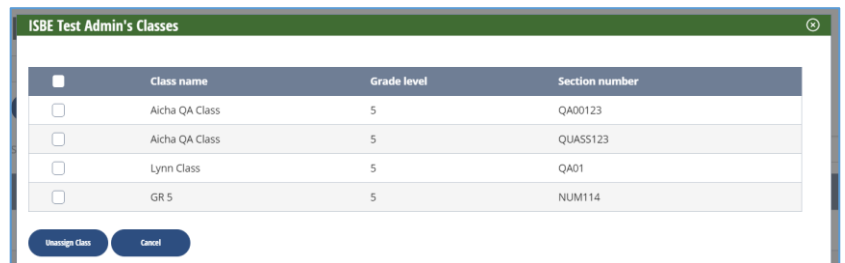 ISBE Test Admin's Classes
Class name Grade level Section number
Aicha QA Class 5 QA00123
Aicha QA Class 5 QUASS123
Lynn Class 5 QA01
GR 5 5 NUM114
Unassign Class Cancel